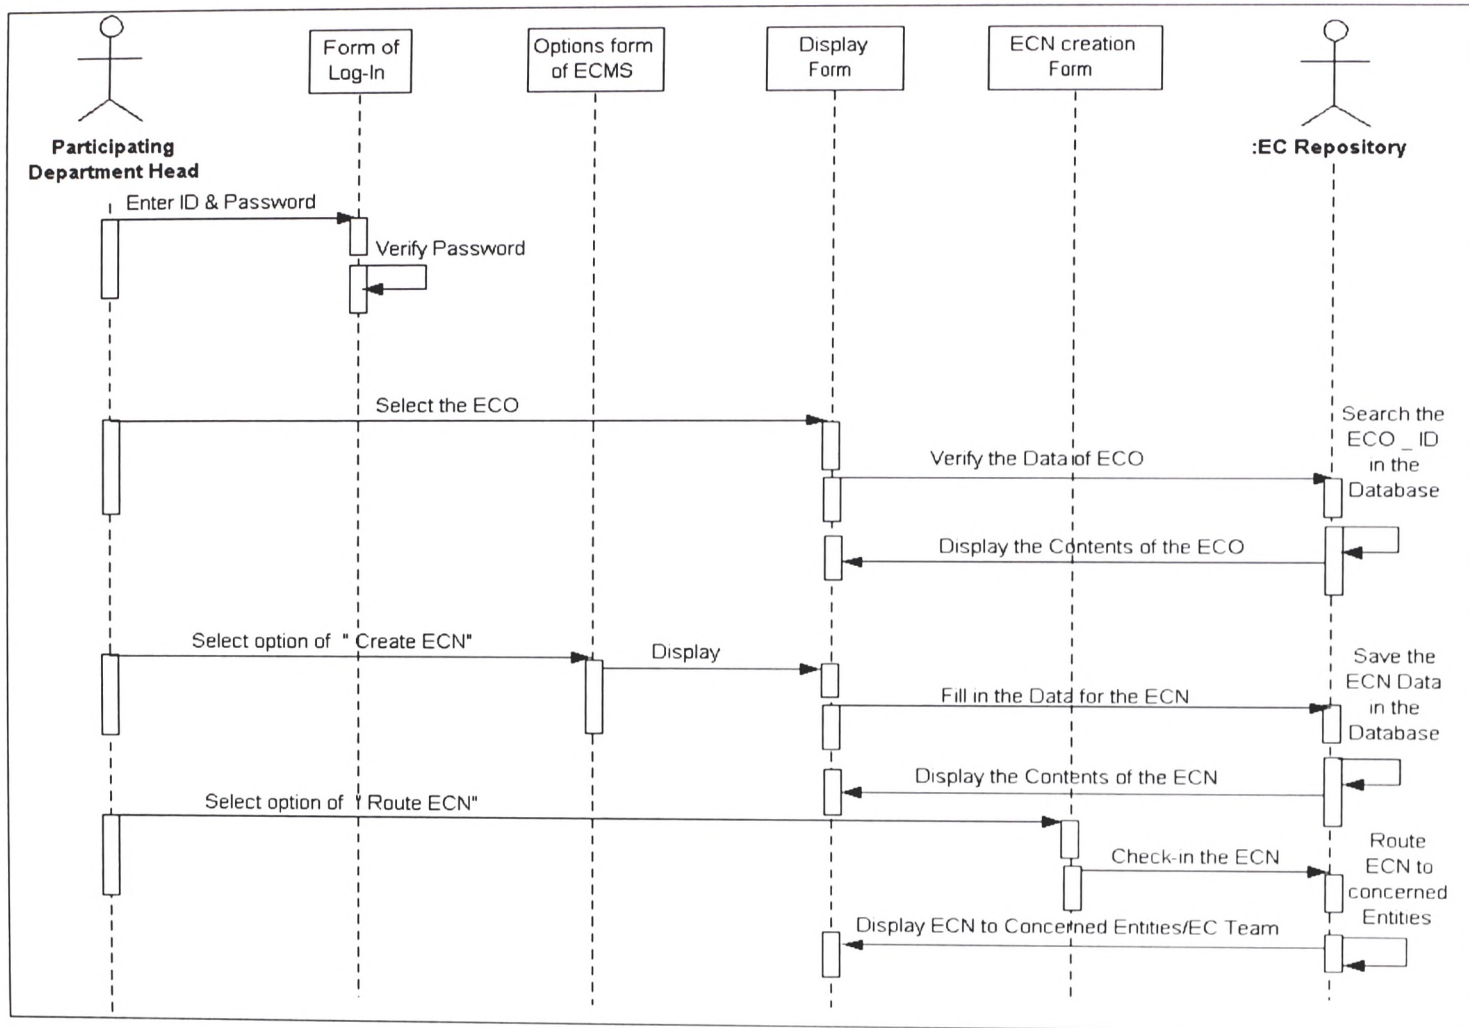 Form of
Log-In
Options form
of ECMS
Display
Form
ECN creation
Form
Participating
Department Head
:EC Repository
Enter ID & Password
Verify Password
Select the ECO
Search the
ECO _ ID
in the
Database
Verify the Data of ECO
Display the Contents of the ECO
Select option of " Create ECN"
Display
Save the
ECN Data
in the
Database
Fill in the Data for the ECN
Display the Contents of the ECN
Select option of " Route ECN"
Route
ECN to
concerned
Entities
Check-in the ECN
Display ECN to Concerned Entities/EC Team